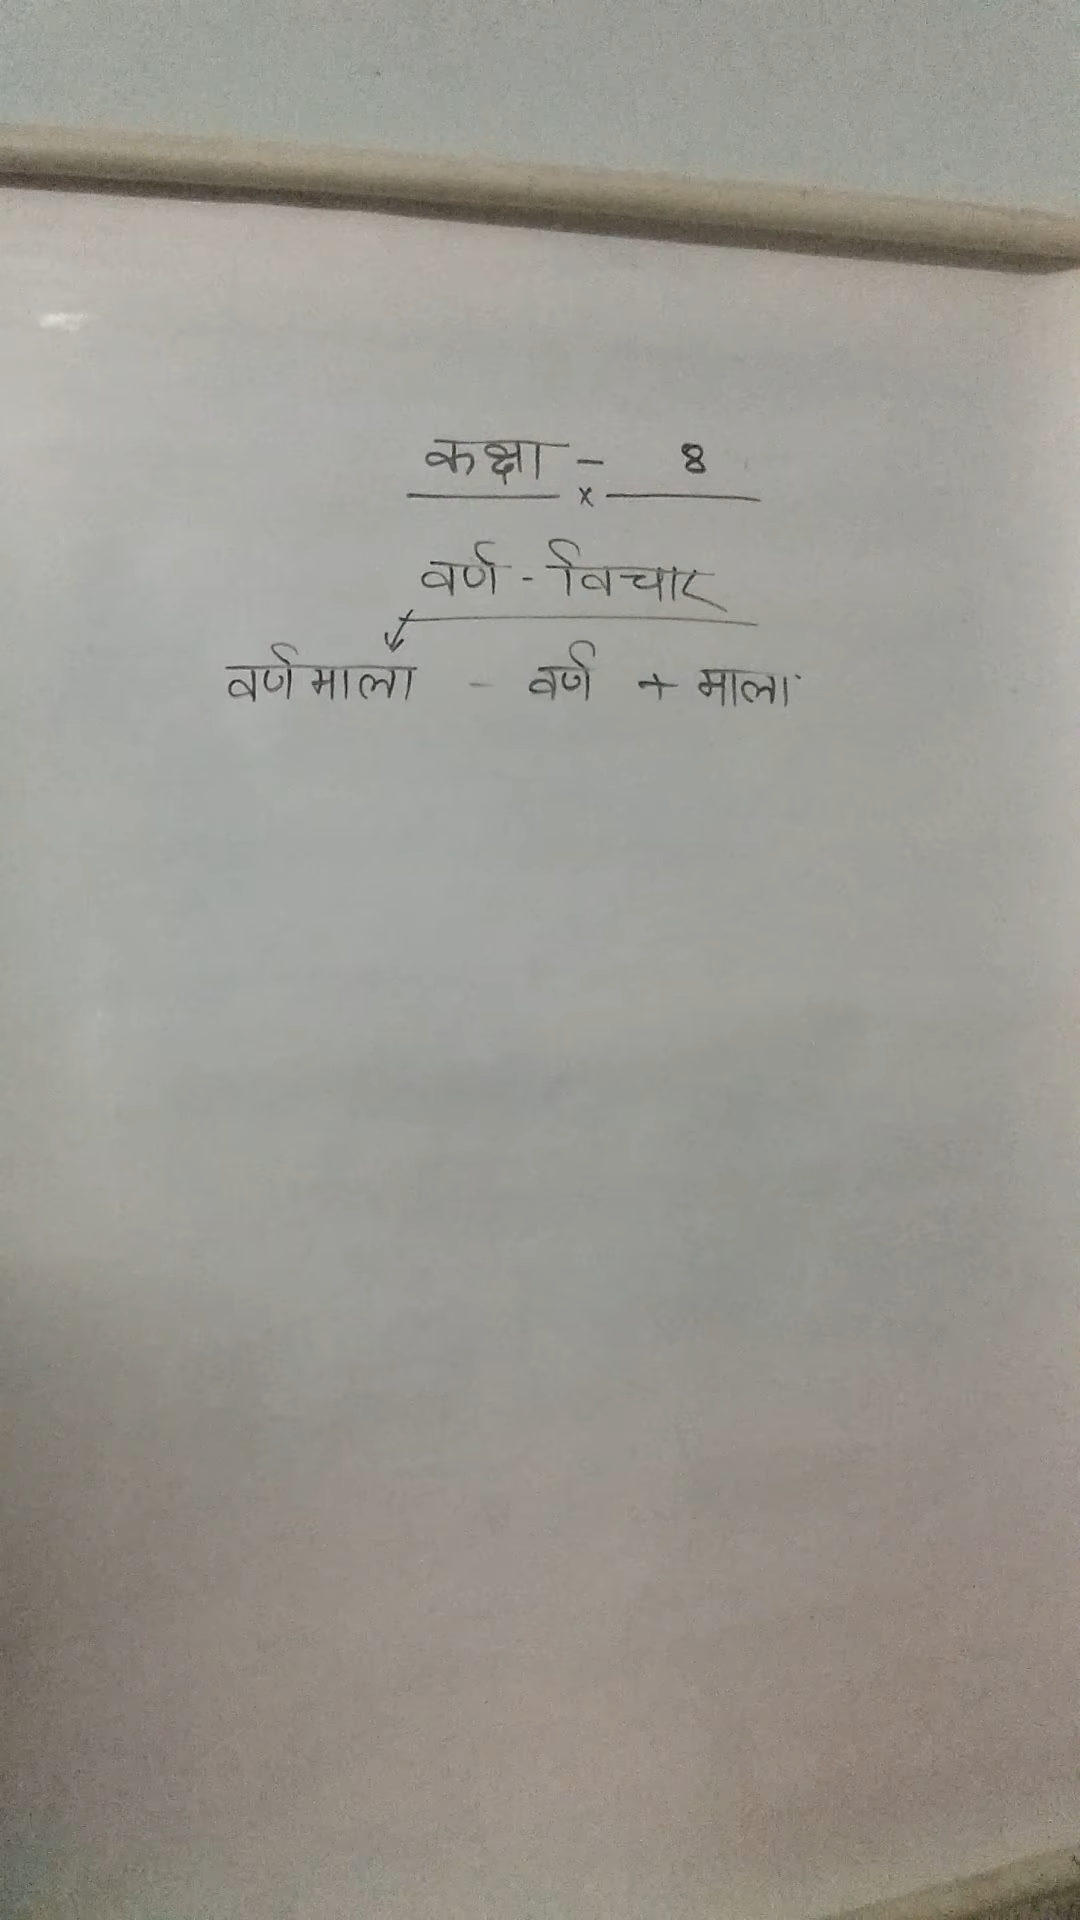 कक्षा - 8
x
वर्ण - विचार
वर्णमाला - वर्ण + माला